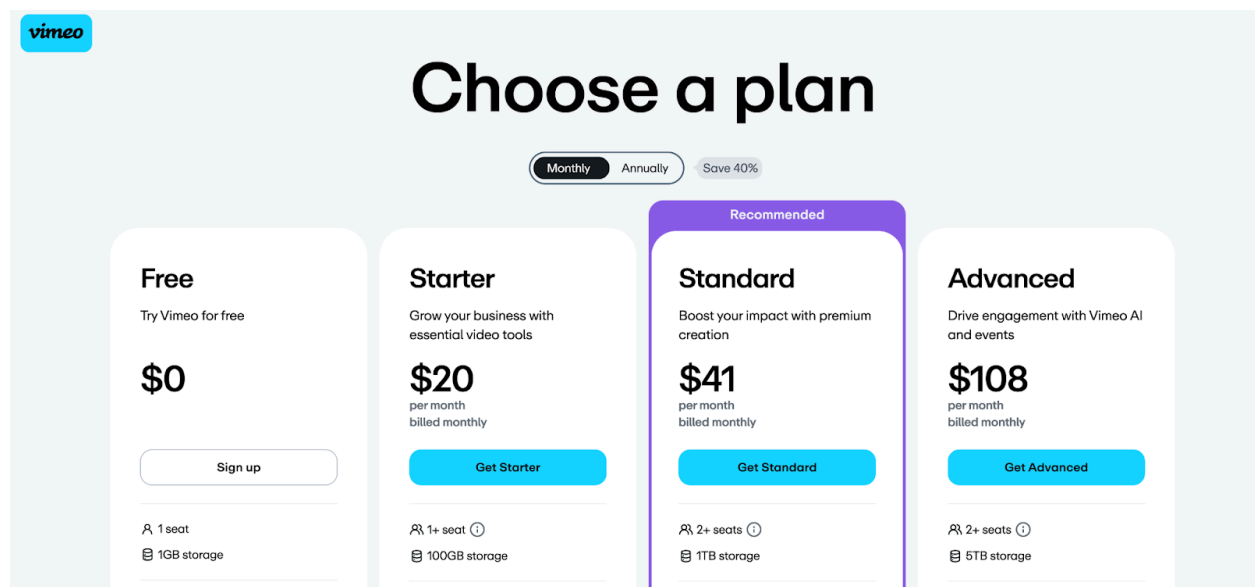 vimeo
Choose a plan
Monthly
Annually
Save 40%
Free
Try Vimeo for free
$0
Sign up
1 seat
1GB storage
Starter
Grow your business with
essential video tools
$20
per month
billed monthly
Get Starter
1+ seat
100GB storage
Recommended
Standard
Boost your impact with premium
creation
$41
per month
billed monthly
Get Standard
2+ seats
1TB storage
Advanced
Drive engagement with Vimeo AI
and events
$108
per month
billed monthly
Get Advanced
2+ seats
5TB storage